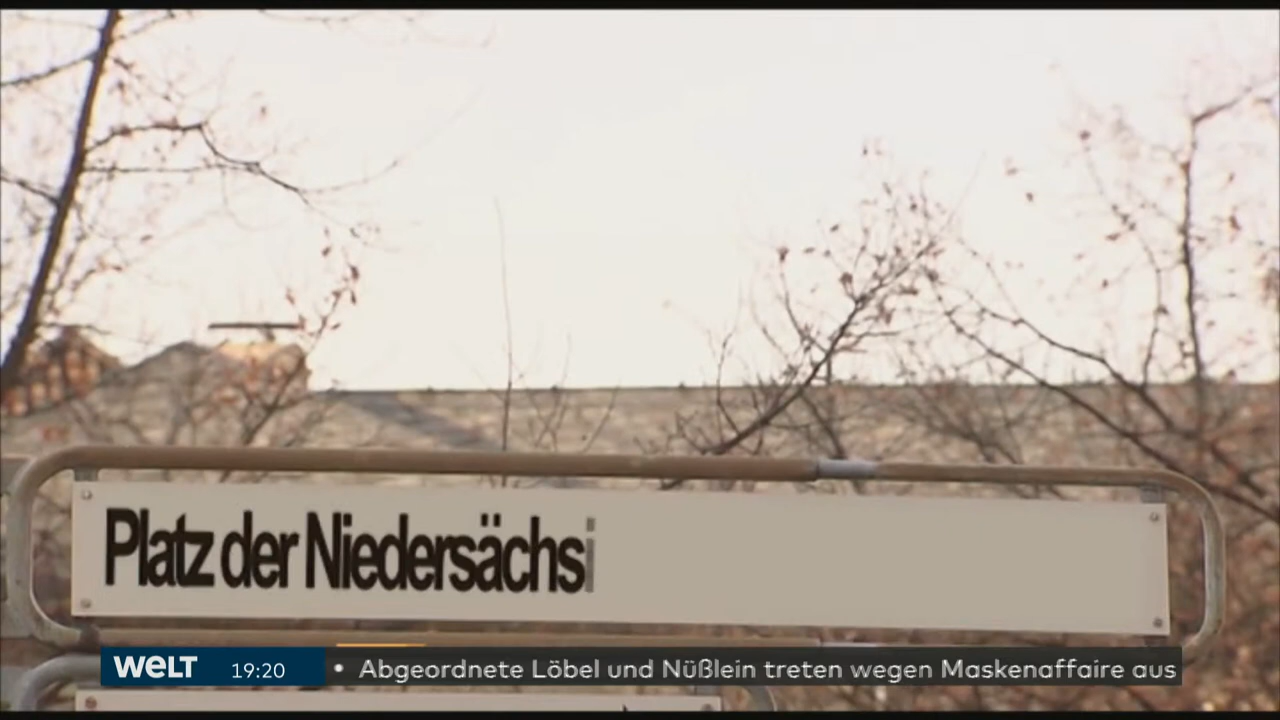 Platz der Niedersächsi
welt 19:20 • Abgeordnete Löbel und Nüßlein treten wegen Maskenaffaire aus